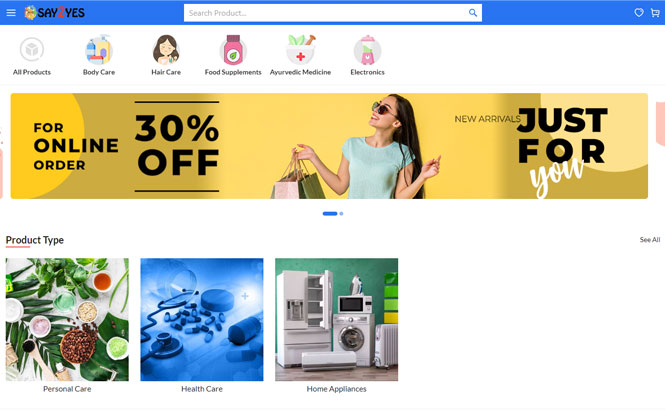 SAY2YES
Search Product...
All Products
Body Care
Hair Care
Food Supplements
Ayurvedic Medicine
Electronics
FOR
ONLINE
ORDER
30%
OFF
NEW ARRIVALS
JUST
FOR
you
Product Type
See All
Personal Care
Health Care
Home Appliances